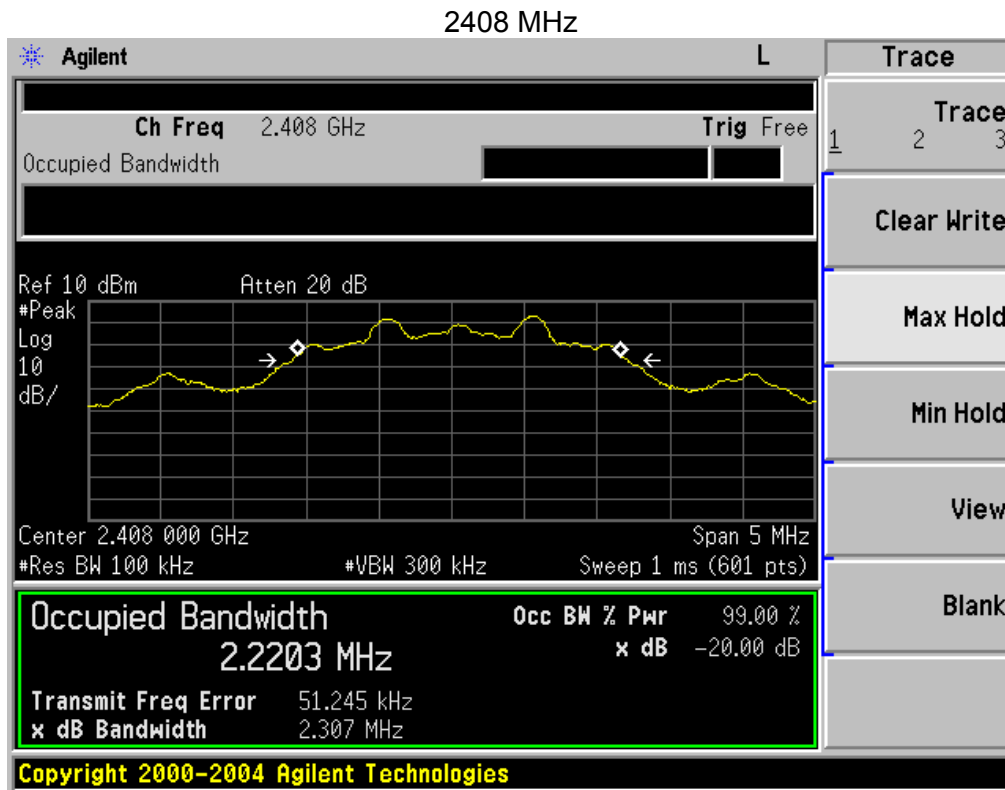 2408 MHz
Agilent L Trace
Ch Freq 2.408 GHz Trig Free
Occupied Bandwidth
Trace
1 2 3
Clear Write
Max Hold
Min Hold
View
Blank
Ref 10 dBm Atten 20 dB
#Peak
Log
10
dB/
Center 2.408 000 GHz Span 5 MHz
#Res BW 100 kHz #VBW 300 kHz Sweep 1 ms (601 pts)
Occupied Bandwidth Occ BW % Pwr 99.00 %
2.2203 MHz x dB -20.00 dB
Transmit Freq Error 51.245 kHz
x dB Bandwidth 2.307 MHz
Copyright 2000-2004 Agilent Technologies